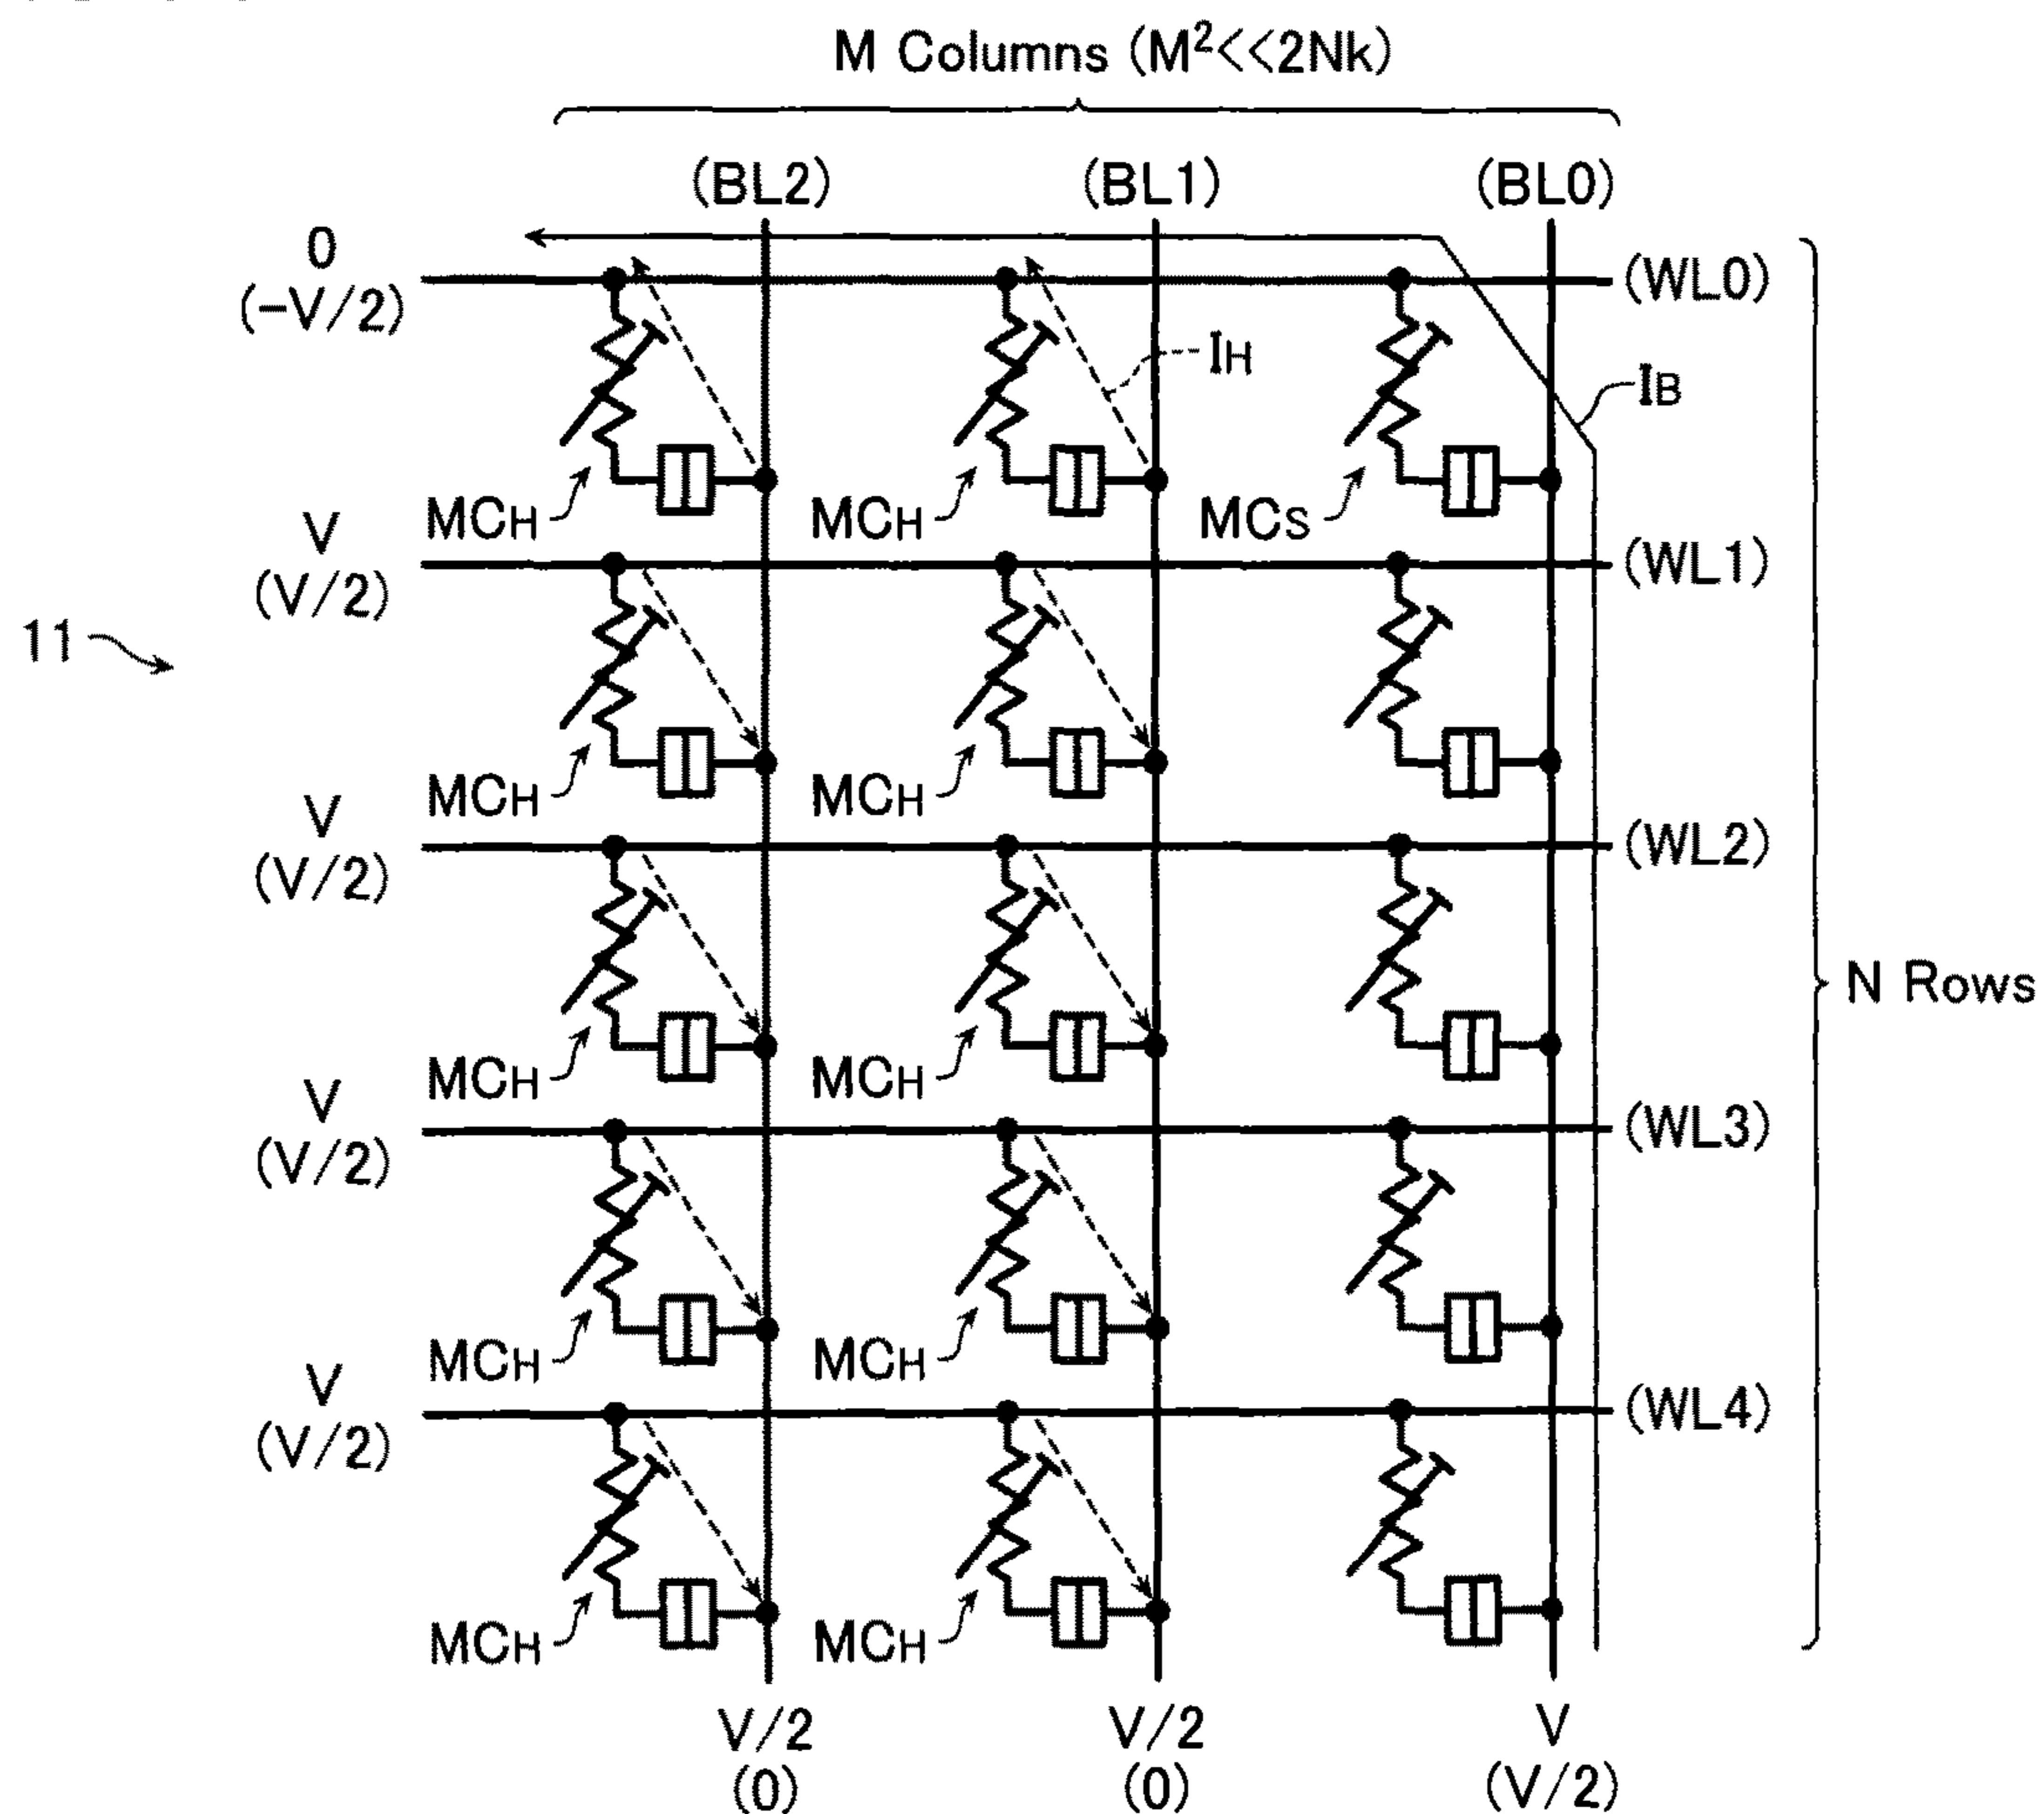 M Columns (M²<<2Nk)
(BL2) (BL1) (BL0)
0
(-V/2)
(WL0)
IH
IB
MCH MCH MCS
V
(V/2)
(WL1)
11
MCH MCH
V
(V/2)
(WL2)
N Rows
MCH MCH
V
(V/2)
(WL3)
MCH MCH
V
(V/2)
(WL4)
MCH MCH
V/2 V/2 V
(0) (0) (V/2)